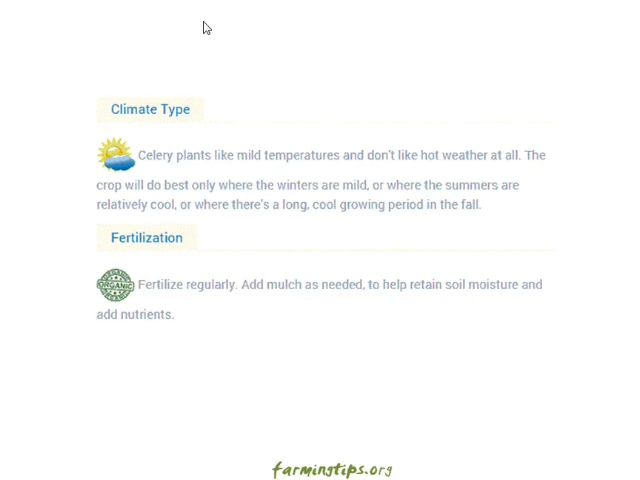 Climate Type
Celery plants like mild temperatures and don't like hot weather at all. The
crop will do best only where the winters are mild, or where the summers are
relatively cool, or where there's a long, cool growing period in the fall.
Fertilization
ORGANIC
Fertilize regularly. Add mulch as needed, to help retain soil moisture and
add nutrients.
farmingtips.org